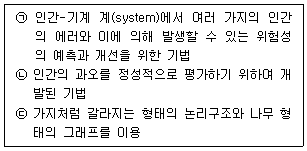 ㉠ 인간-기계 계(system)에서 여러 가지의 인간
의 에러와 이에 의해 발생할 수 있는 위험성
의 예측과 개선을 위한 기법
㉡ 인간의 과오를 정성적으로 평가하기 위하여 개
발된 기법
㉢ 가지처럼 갈라지는 형태의 논리구조와 나무 형
태의 그래프를 이용